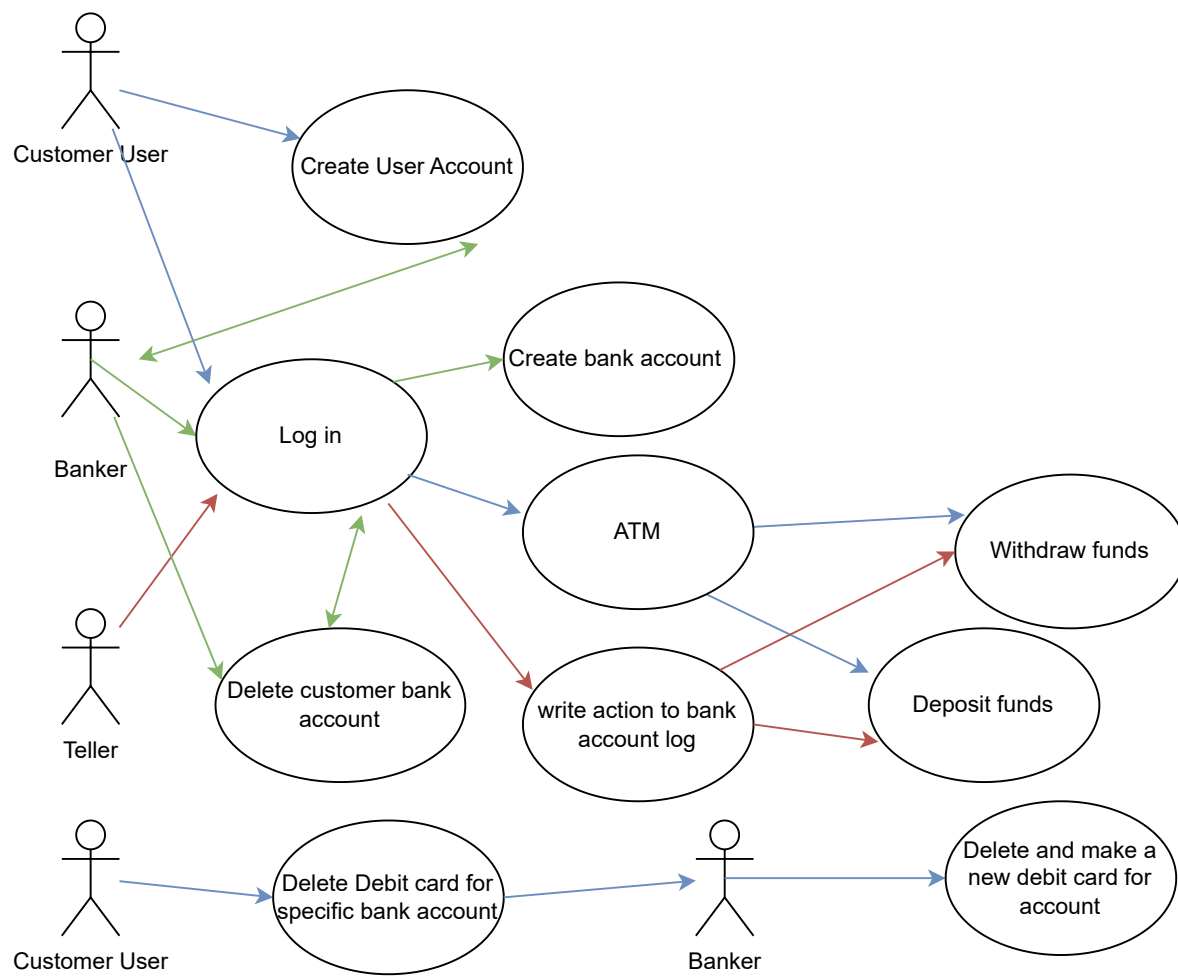 Customer User
Create User Account
Banker
Create bank account
Log in
ATM
Withdraw funds
Teller
Delete customer bank
account
write action to bank
account log
Deposit funds
Customer User
Delete Debit card for
specific bank account
Banker
Delete and make a
new debit card for
account